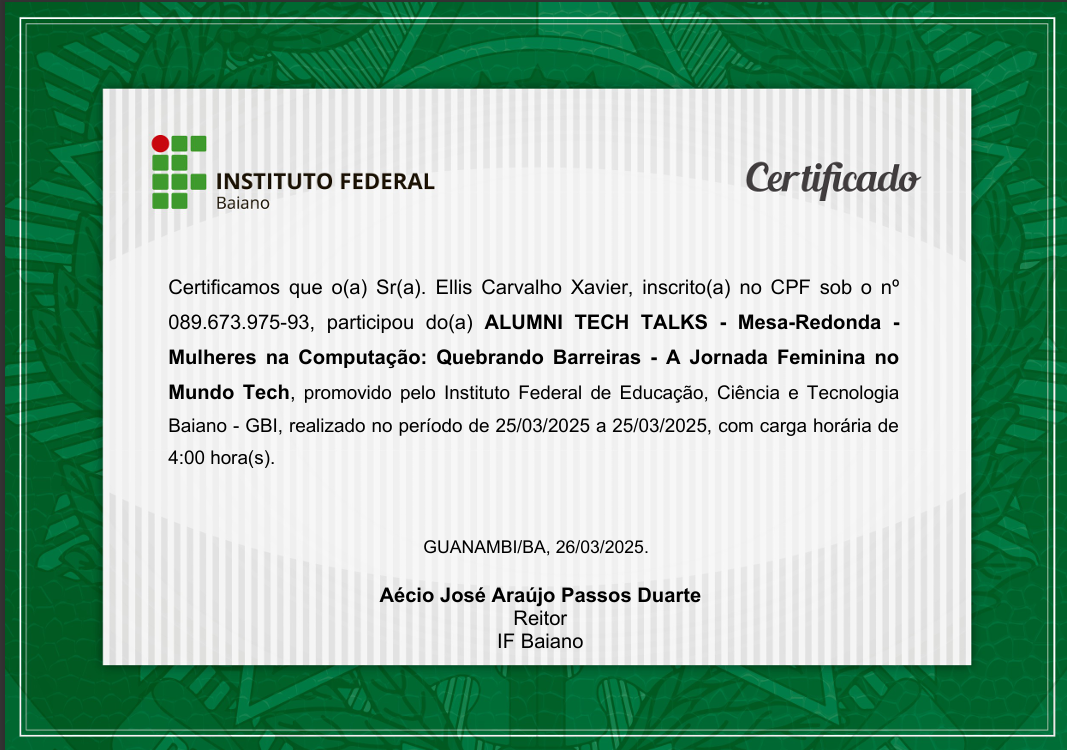 INSTITUTO FEDERAL
Baiano
Certificado
Certificamos que o(a) Sr(a). Ellis Carvalho Xavier, inscrito(a) no CPF sob o nº
089.673.975-93, participou do(a) ALUMNI TECH TALKS - Mesa-Redonda -
Mulheres na Computação: Quebrando Barreiras - A Jornada Feminina no
Mundo Tech, promovido pelo Instituto Federal de Educação, Ciência e Tecnologia
Baiano - GBI, realizado no período de 25/03/2025 a 25/03/2025, com carga horária de
4:00 hora(s).
GUANAMBI/BA, 26/03/2025.
Aécio José Araújo Passos Duarte
Reitor
IF Baiano